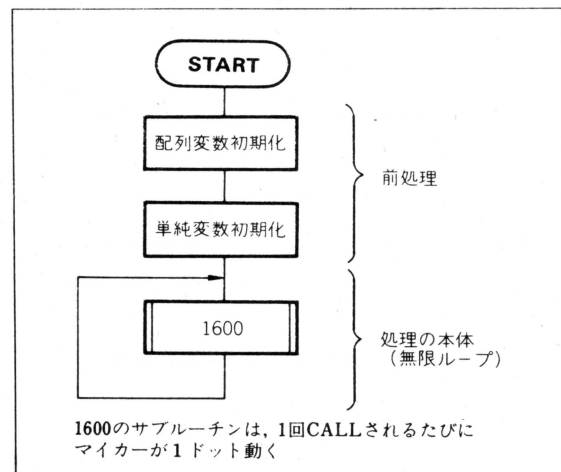 START
配列変数初期化
前処理
単純変数初期化
1600
処理の本体
(無限ループ)
1600のサブルーチンは，1回CALLされるたびに
マイカーが1ドット動く